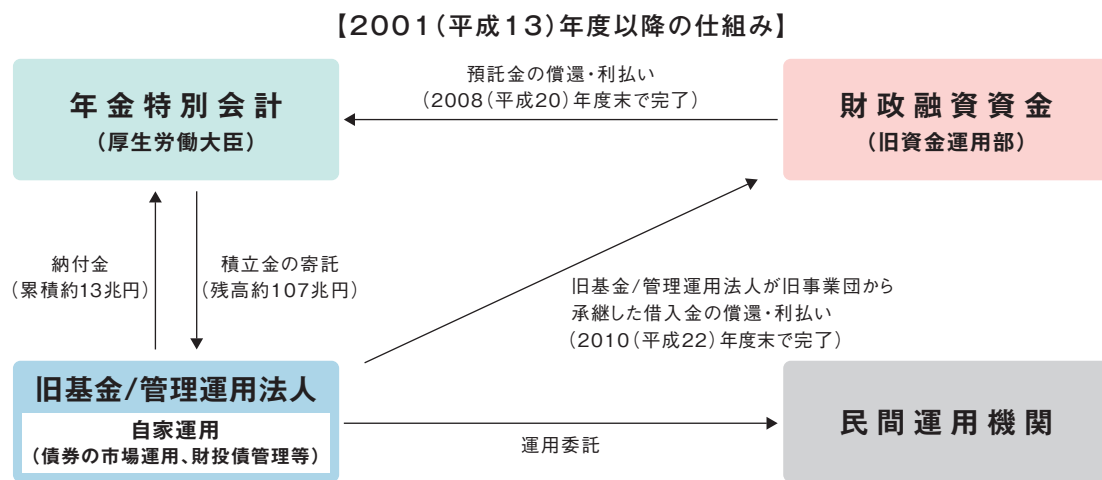 【2001(平成13)年度以降の仕組み】
年金特別会計
(厚生労働大臣)
預託金の償還・利払い
(2008(平成20)年度末で完了)
財政融資資金
(旧資金運用部)
納付金
(累積約13兆円)
積立金の寄託
(残高約107兆円)
旧基金/管理運用法人が旧事業団から
承継した借入金の償還・利払い
(2010(平成22)年度末で完了)
旧基金/管理運用法人
自家運用
(債券の市場運用、財投債管理等)
運用委託
民間運用機関